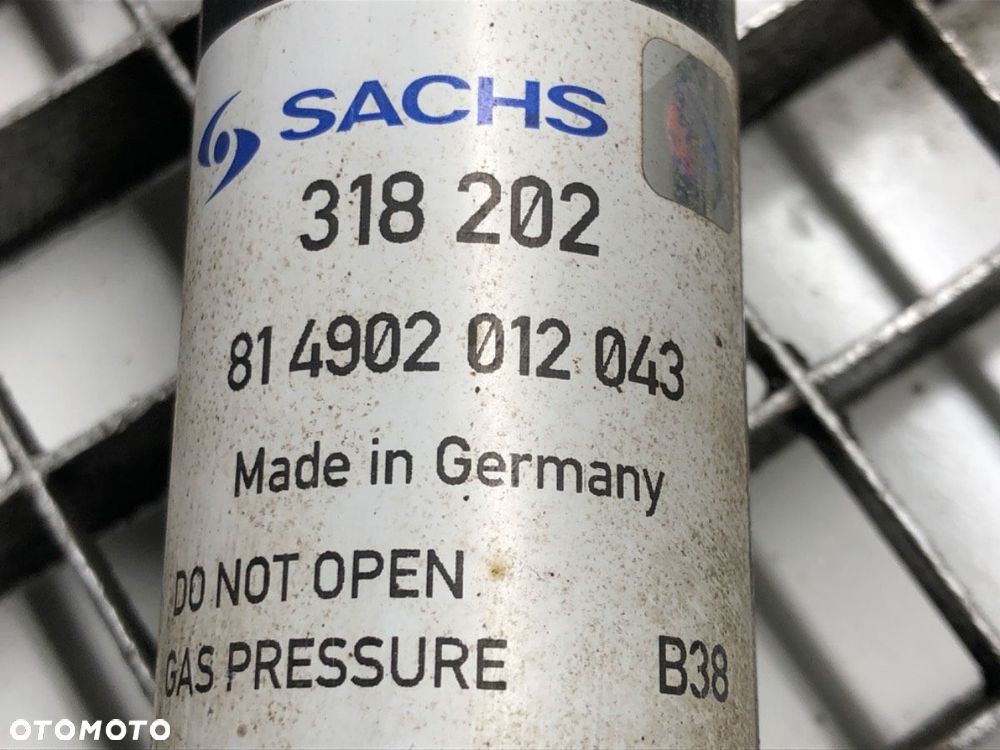 SACHS
318 202
81 4902 012 043
Made in Germany
DO NOT OPEN
GAS PRESSURE B38
OTOMOTO